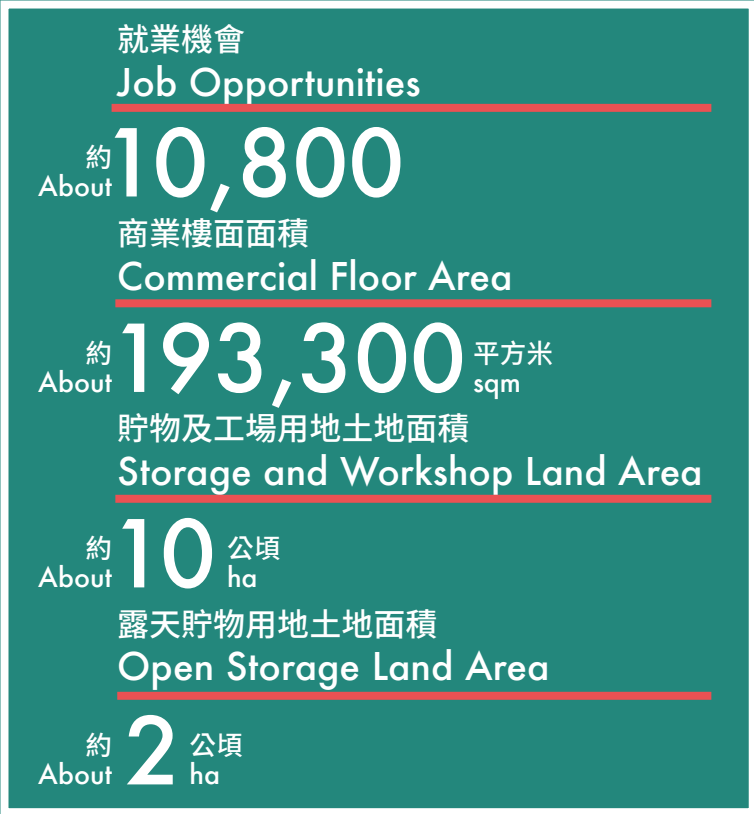 就業機會
Job Opportunities
約
About 10,800
商業樓面面積
Commercial Floor Area
約 平方米
About 193,300 sqm
貯物及工場用地土地面積
Storage and Workshop Land Area
約 公頃
About 10 ha
露天貯物用地土地面積
Open Storage Land Area
約 公頃
About 2 ha